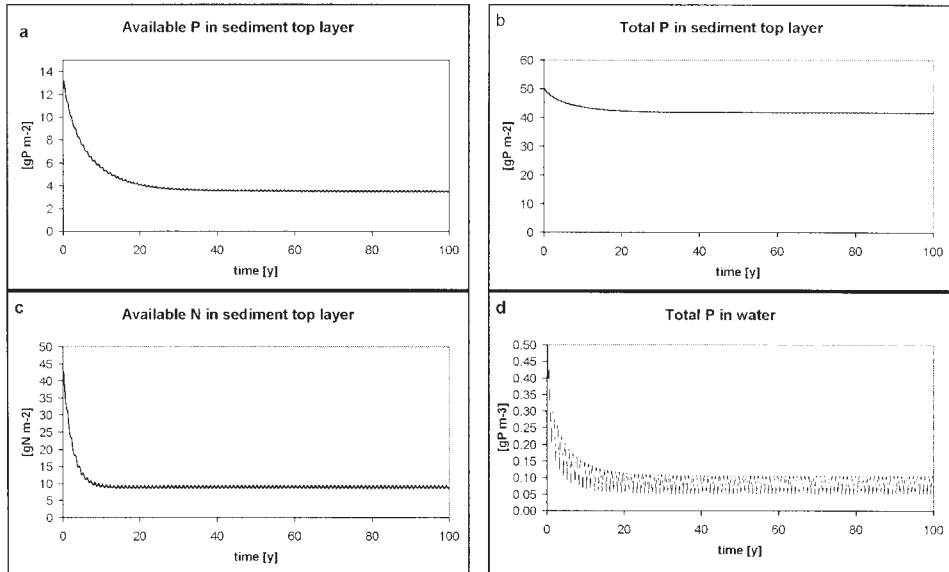 a
Available P in sediment top layer
[gP m-2]
14
12
10
8
6
4
2
0
0 20 40 60 80 100
time [y]
b
Total P in sediment top layer
[gP m-2]
60
50
40
30
20
10
0
0 20 40 60 80 100
time [y]
c
Available N in sediment top layer
[gN m-2]
50
45
40
35
30
25
20
15
10
5
0
0 20 40 60 80 100
time [y]
d
Total P in water
[gP m-3]
0.50
0.45
0.40
0.35
0.30
0.25
0.20
0.15
0.10
0.05
0.00
0 20 40 60 80 100
time [y]